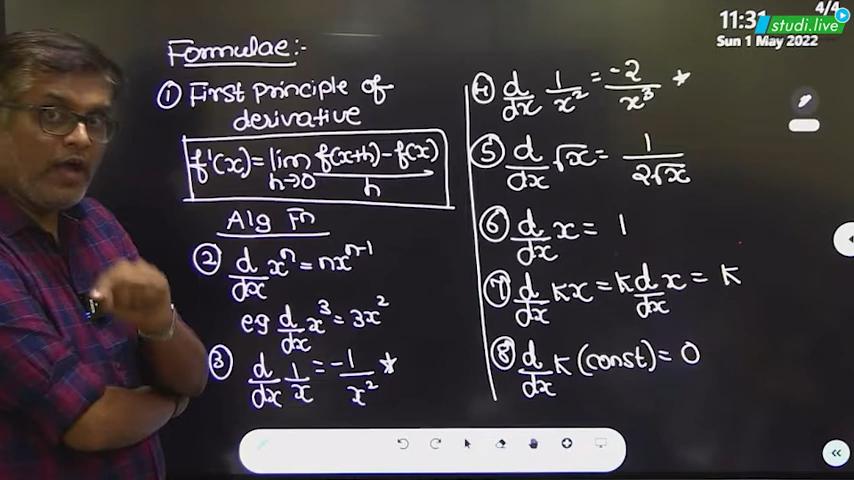 11:31
Sun 1 May 2022
4/4
studi.live
Formulae:-
① First principle of
derivative
f'(x) = lim h→0 f(x+h) - f(x) / h
Alg Fn
② d/dx xⁿ = nxⁿ⁻¹
eg d/dx x³ = 3x²
③ d/dx 1/x = -1/x² *
④ d/dx 1/x² = -2/x³ *
⑤ d/dx √x = 1/2√x
⑥ d/dx x = 1
⑦ d/dx Kx = K d/dx x = K
⑧ d/dx K (const) = 0